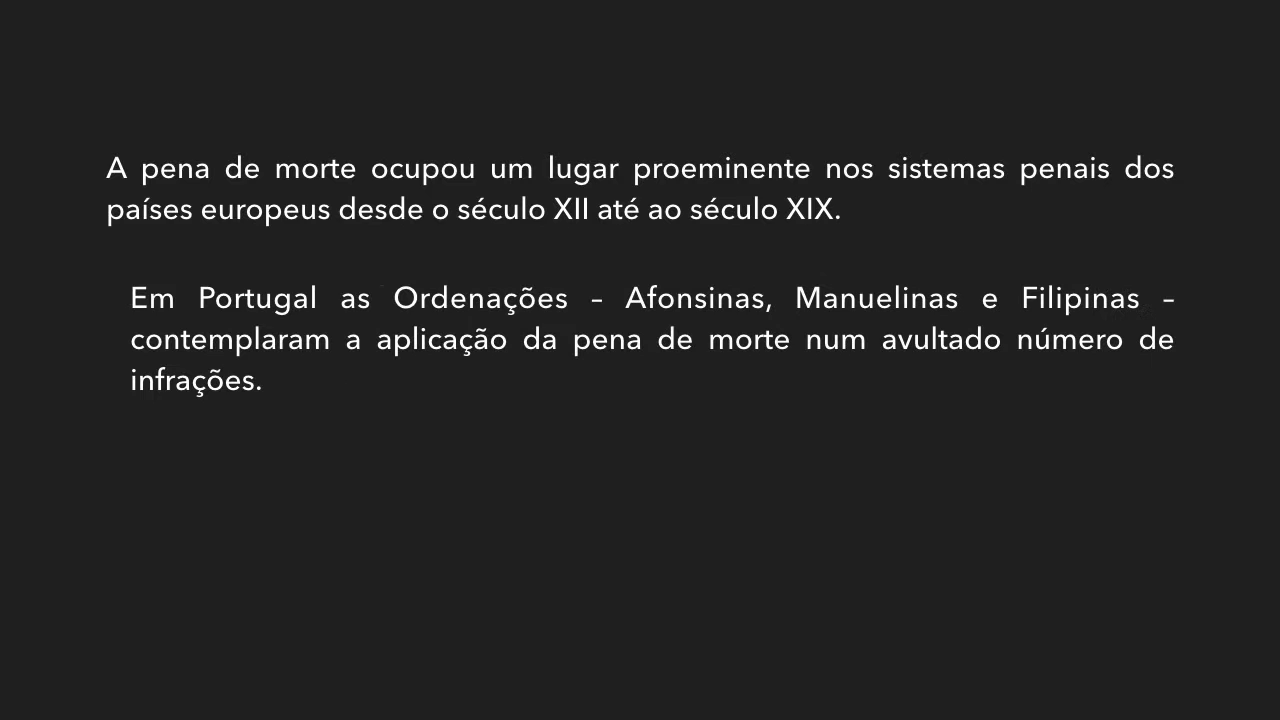 A pena de morte ocupou um lugar proeminente nos sistemas penais dos
países europeus desde o século XII até ao século XIX.
Em Portugal as Ordenações – Afonsinas, Manuelinas e Filipinas –
contemplaram a aplicação da pena de morte num avultado número de
infrações.